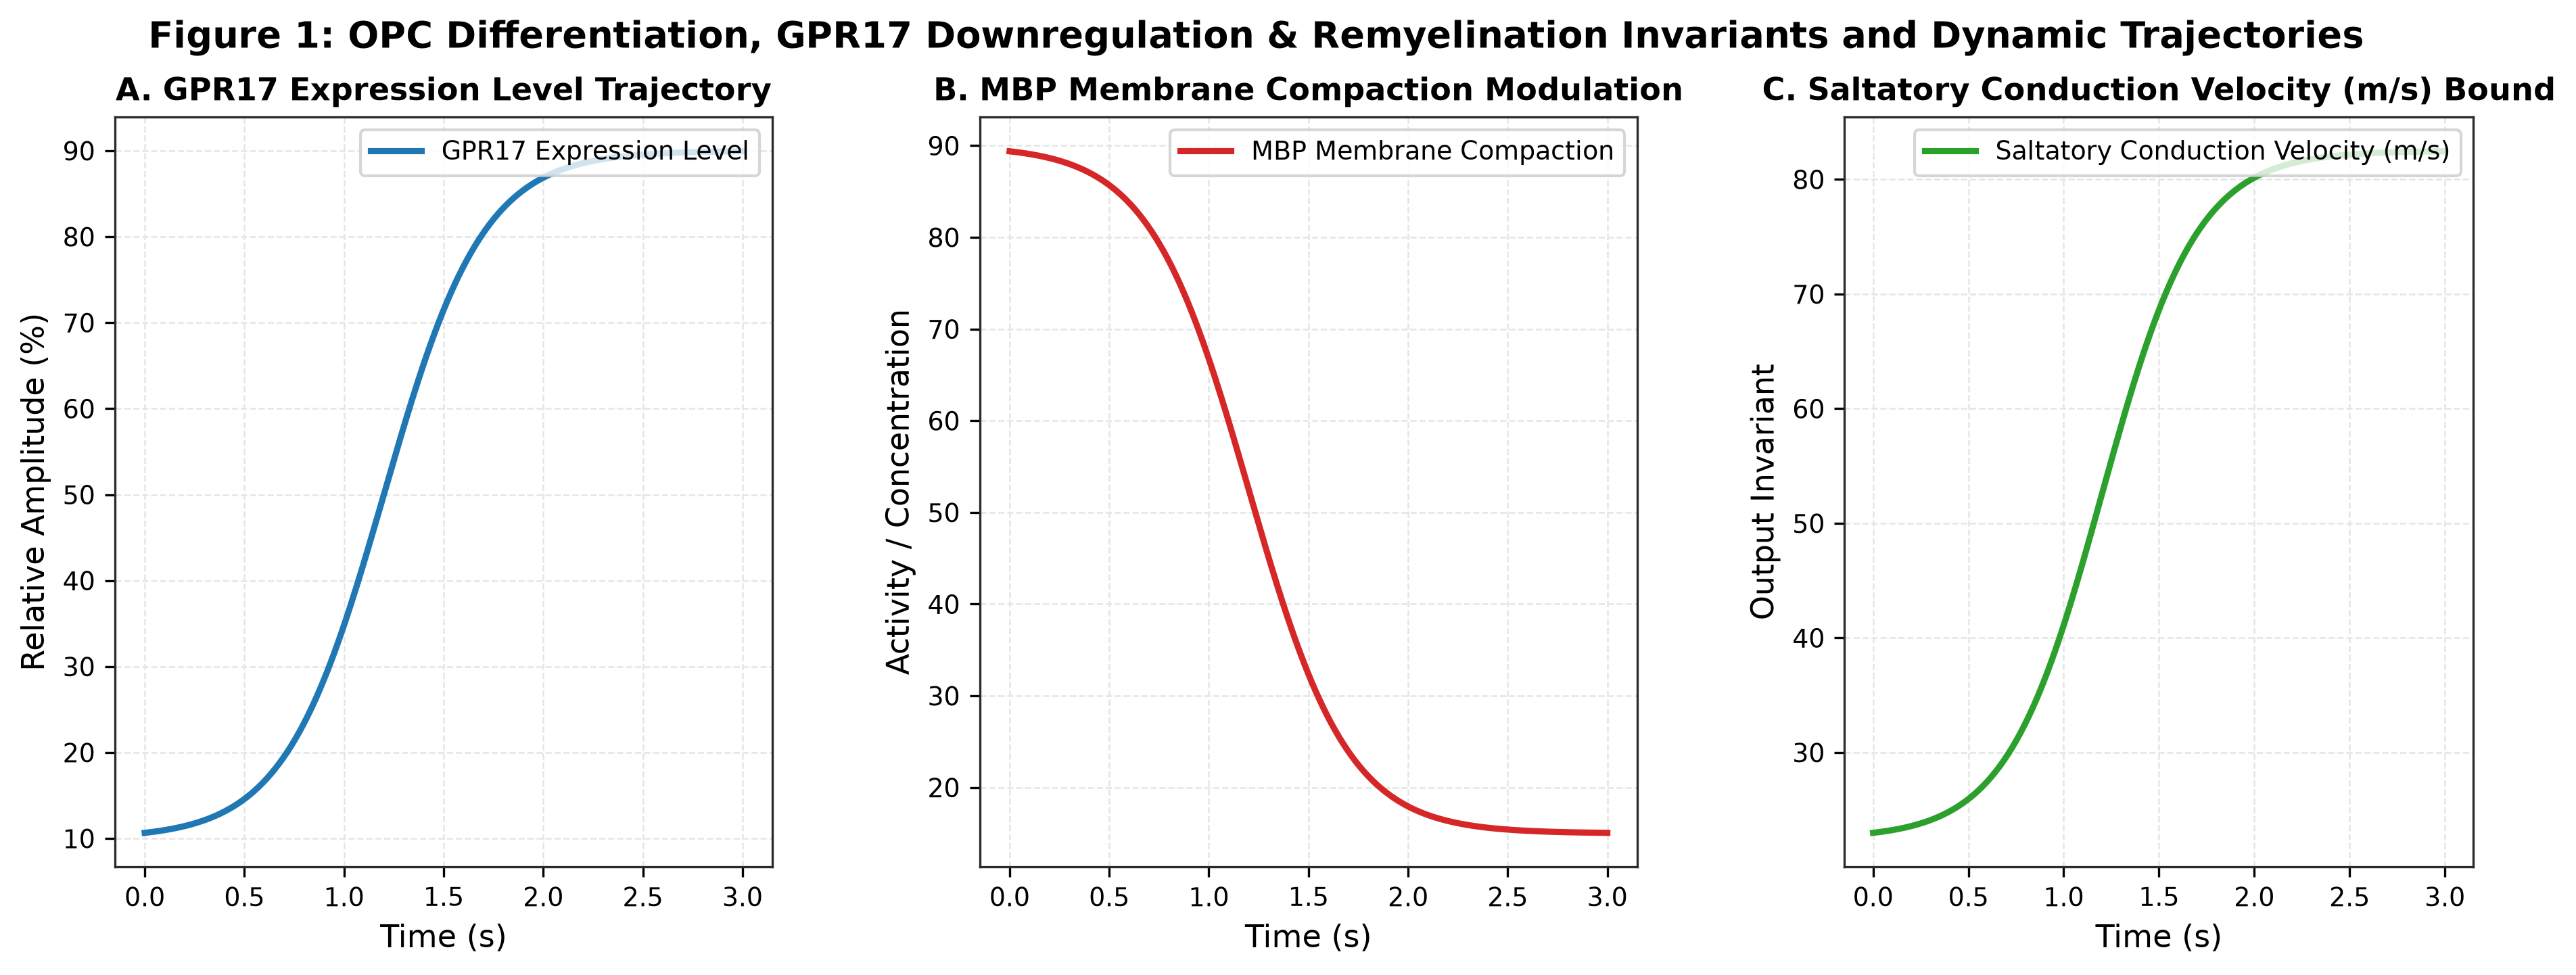 Figure 1: OPC Differentiation, GPR17 Downregulation & Remyelination Invariants and Dynamic Trajectories
A. GPR17 Expression Level Trajectory
GPR17 Expression Level
Relative Amplitude (%)
90
80
70
60
50
40
30
20
10
0.0 0.5 1.0 1.5 2.0 2.5 3.0
Time (s)
B. MBP Membrane Compaction Modulation
MBP Membrane Compaction
Activity / Concentration
90
80
70
60
50
40
30
20
0.0 0.5 1.0 1.5 2.0 2.5 3.0
Time (s)
C. Saltatory Conduction Velocity (m/s) Bound
Saltatory Conduction Velocity (m/s)
Output Invariant
80
70
60
50
40
30
0.0 0.5 1.0 1.5 2.0 2.5 3.0
Time (s)